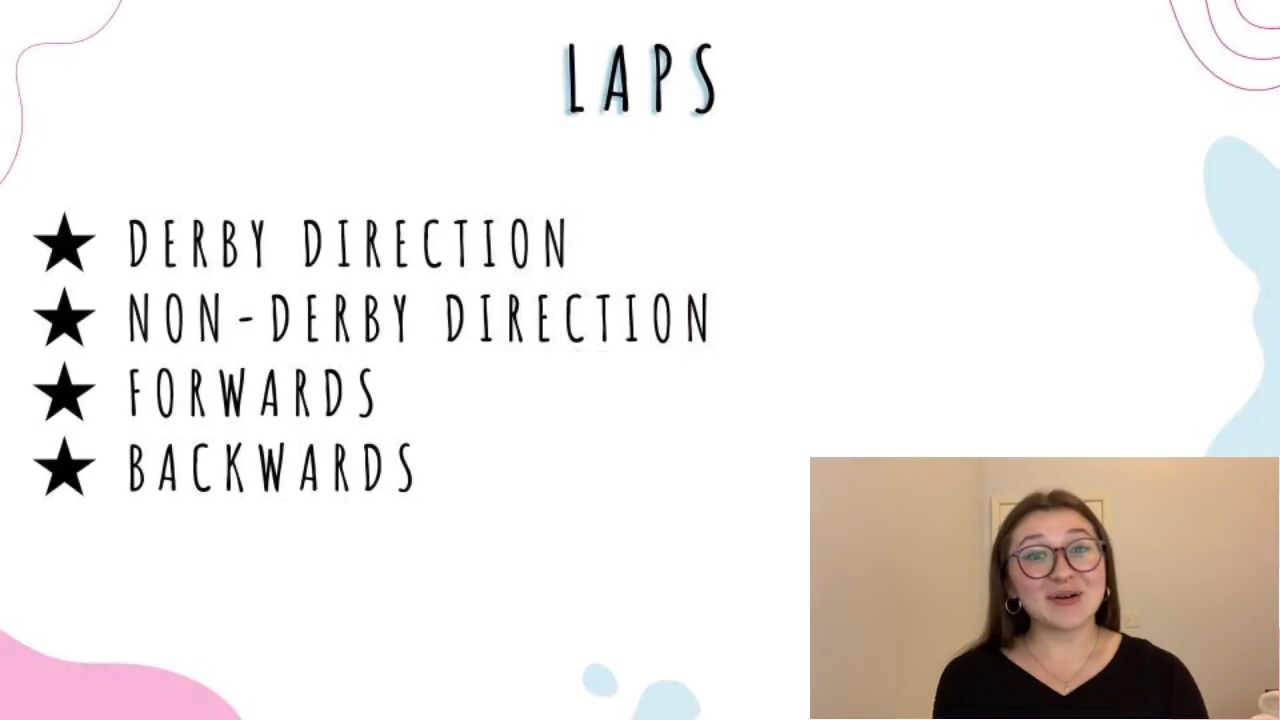 LAPS
DERBY DIRECTION
NON-DERBY DIRECTION
FORWARDS
BACKWARDS